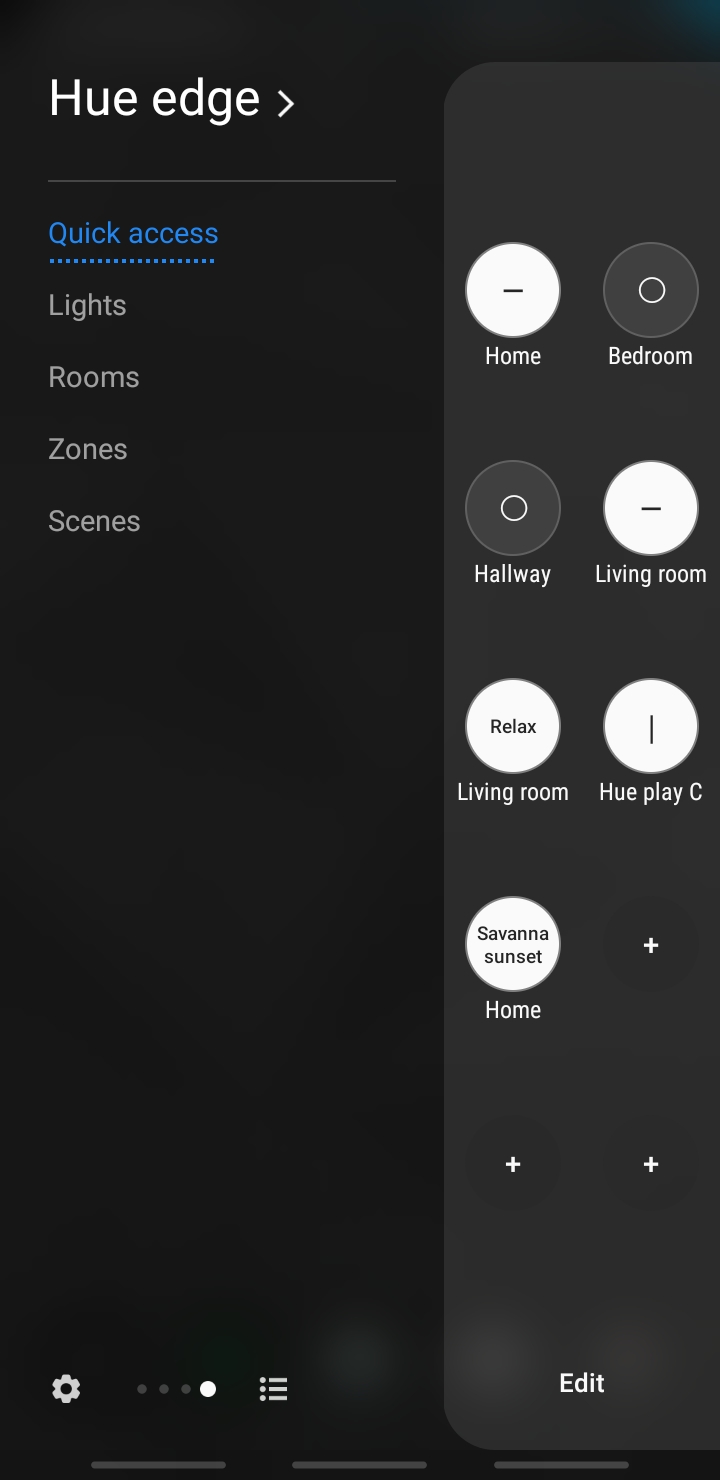 Hue edge
Quick access
Lights
Rooms
Zones
Scenes
Home
Bedroom
Hallway
Living room
Relax
Living room
Hue play C
Savanna
sunset
Home
+
+
+
Edit